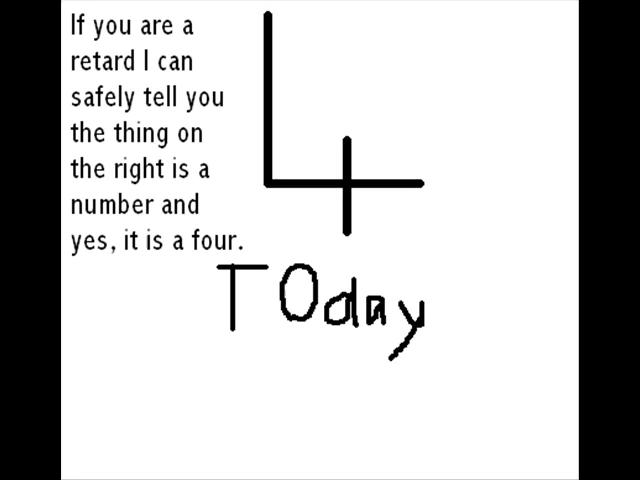 If you are a
retard I can
safely tell you
the thing on
the right is a
number and
yes, it is a four.
4
TOday